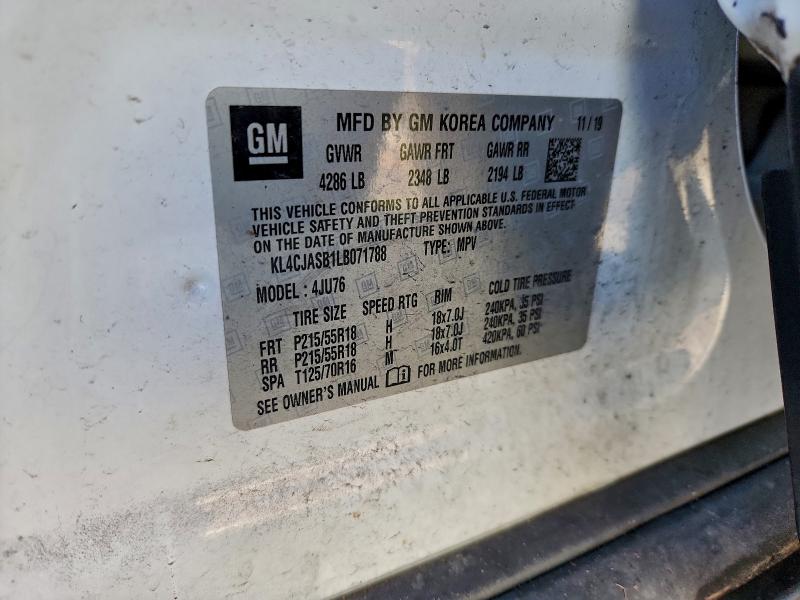 GM
MFD BY GM KOREA COMPANY 11/19
GVWR GAWR FRT GAWR RR
4286 LB 2348 LB 2194 LB
THIS VEHICLE CONFORMS TO ALL APPLICABLE U.S. FEDERAL MOTOR
VEHICLE SAFETY AND THEFT PREVENTION STANDARDS IN EFFECT
ON THE DATE OF MANUFACTURE SHOWN ABOVE.
KL4CJASB1LB071788 TYPE: MPV
MODEL : 4JU76
TIRE SIZE SPEED RTG RIM COLD TIRE PRESSURE
FRT P215/55R18 H 18x7.0J 240KPA, 35 PSI
RR P215/55R18 H 18x7.0J 240KPA, 35 PSI
SPA T125/70R16 M 16x4.0T 420KPA, 60 PSI
SEE OWNER'S MANUAL FOR MORE INFORMATION.